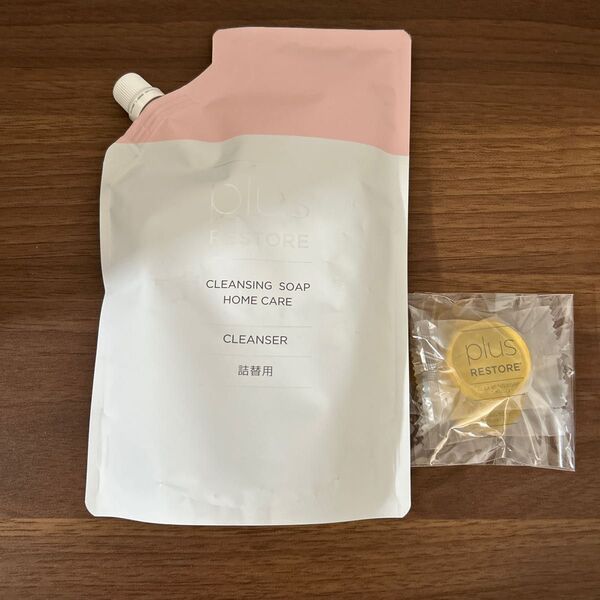 plus
RESTORE
CLEANSING SOAP
HOME CARE
CLEANSER
詰替用
plus
RESTORE